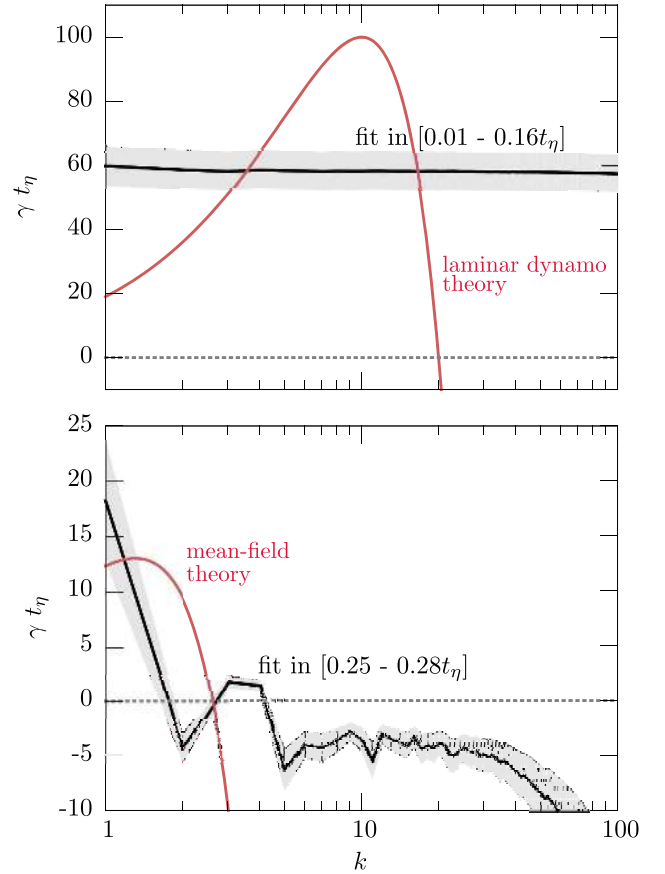 100
80
60
40
20
0
γ t_η
fit in [0.01 - 0.16t_η]
laminar dynamo
theory
25
20
15
10
5
0
-5
-10
γ t_η
mean-field
theory
fit in [0.25 - 0.28t_η]
1
10
100
k